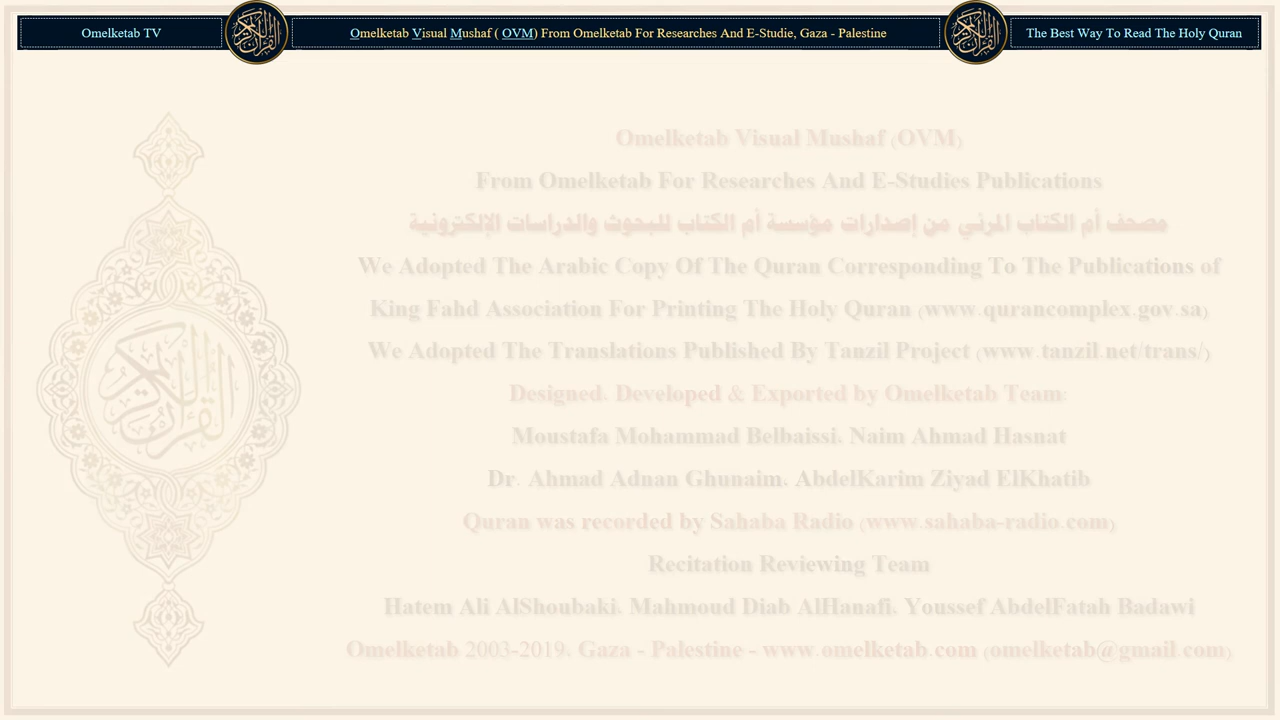 Omelketab TV
Omelketab Visual Mushaf ( OVM) From Omelketab For Researches And E-Studie, Gaza - Palestine
The Best Way To Read The Holy Quran
Omelketab Visual Mushaf (OVM)
From Omelketab For Researches And E-Studies Publications
مصحف أم الكتاب المرئي من إصدارات مؤسسة أم الكتاب للبحوث والدراسات الإلكترونية
We Adopted The Arabic Copy Of The Quran Corresponding To The Publications of
King Fahd Association For Printing The Holy Quran (www.qurancomplex.gov.sa)
We Adopted The Translations Published By Tanzil Project (www.tanzil.net/trans/)
Designed، Developed & Exported by Omelketab Team:
Moustafa Mohammad Belbaissi، Naim Ahmad Hasnat
Dr. Ahmad Adnan Ghunaim، AbdelKarim Ziyad ElKhatib
Quran was recorded by Sahaba Radio (www.sahaba-radio.com)
Recitation Reviewing Team
Hatem Ali AlShoubaki، Mahmoud Diab AlHanafi، Youssef AbdelFatah Badawi
Omelketab 2003-2019، Gaza - Palestine - www.omelketab.com (omelketab@gmail.com)